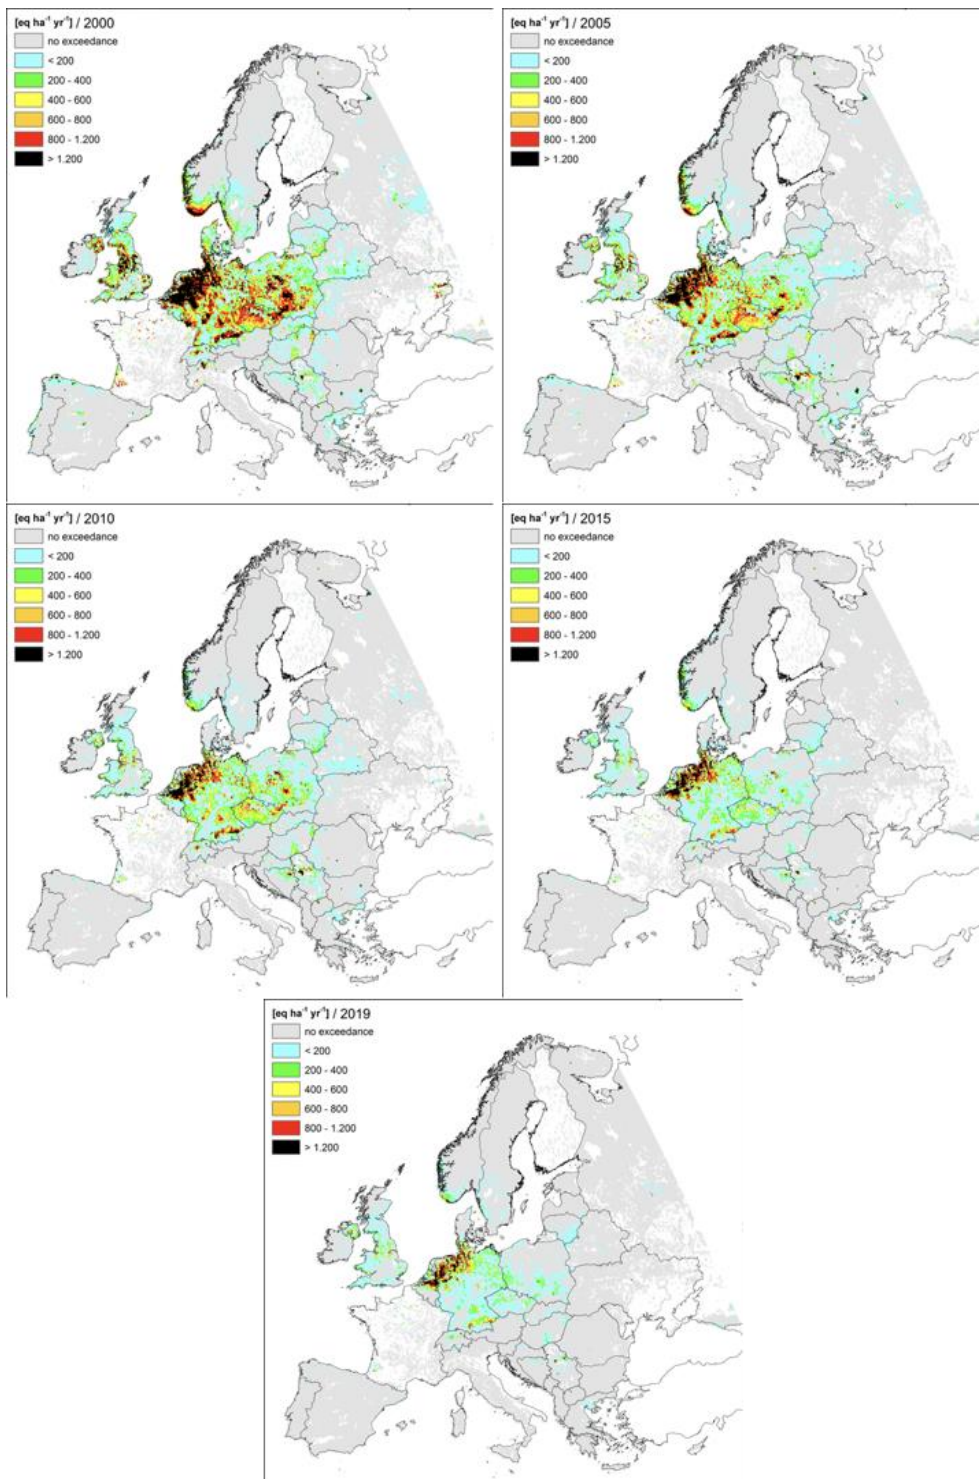 [eq ha⁻¹ yr⁻¹] / 2000
no exceedance
< 200
200 - 400
400 - 600
600 - 800
800 - 1.200
> 1.200
[eq ha⁻¹ yr⁻¹] / 2005
no exceedance
< 200
200 - 400
400 - 600
600 - 800
800 - 1.200
> 1.200
[eq ha⁻¹ yr⁻¹] / 2010
no exceedance
< 200
200 - 400
400 - 600
600 - 800
800 - 1.200
> 1.200
[eq ha⁻¹ yr⁻¹] / 2015
no exceedance
< 200
200 - 400
400 - 600
600 - 800
800 - 1.200
> 1.200
[eq ha⁻¹ yr⁻¹] / 2019
no exceedance
< 200
200 - 400
400 - 600
600 - 800
800 - 1.200
> 1.200